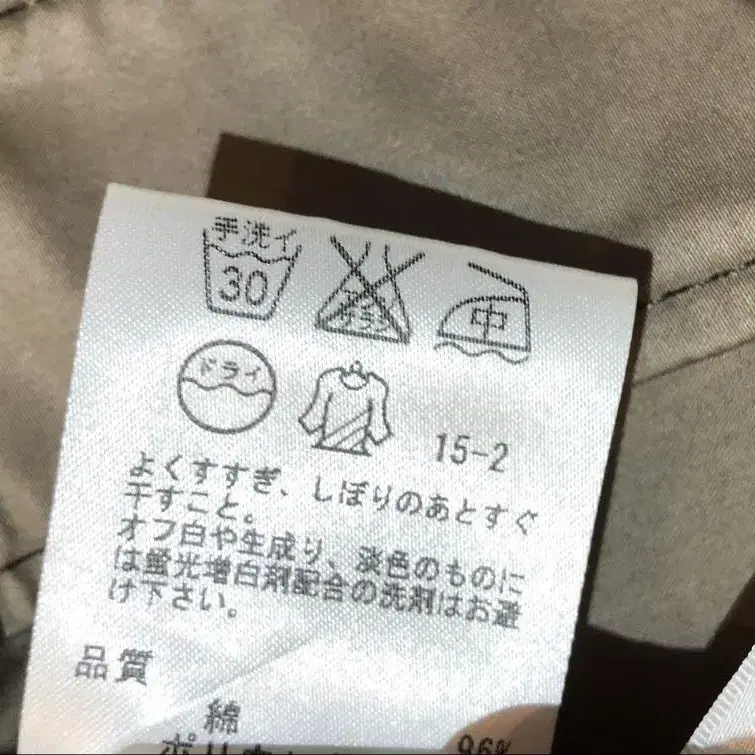 手洗イ
30
中
ドライ
15-2
よくすすぎ、しぼりのあとすぐ
干すこと。
オフ白や生成り、淡色のものに
は蛍光増白剤配合の洗剤はお避
け下さい。
品質
綿
96%